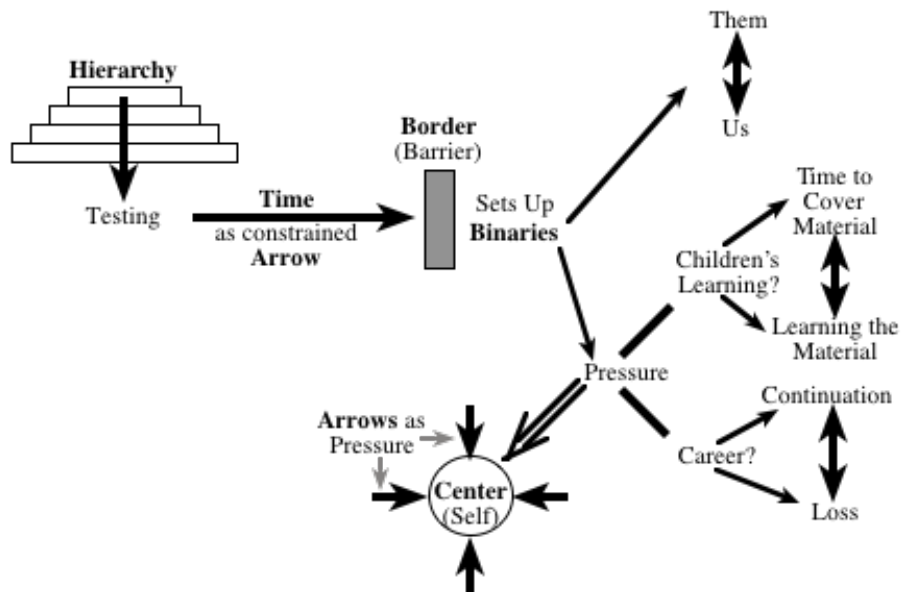 Hierarchy
Testing
Time
as constrained
Arrow
Border
(Barrier)
Sets Up
Binaries
Them
Us
Children's
Learning?
Time to
Cover
Material
Learning the
Material
Pressure
Career?
Continuation
Loss
Arrows as
Pressure
Center
(Self)